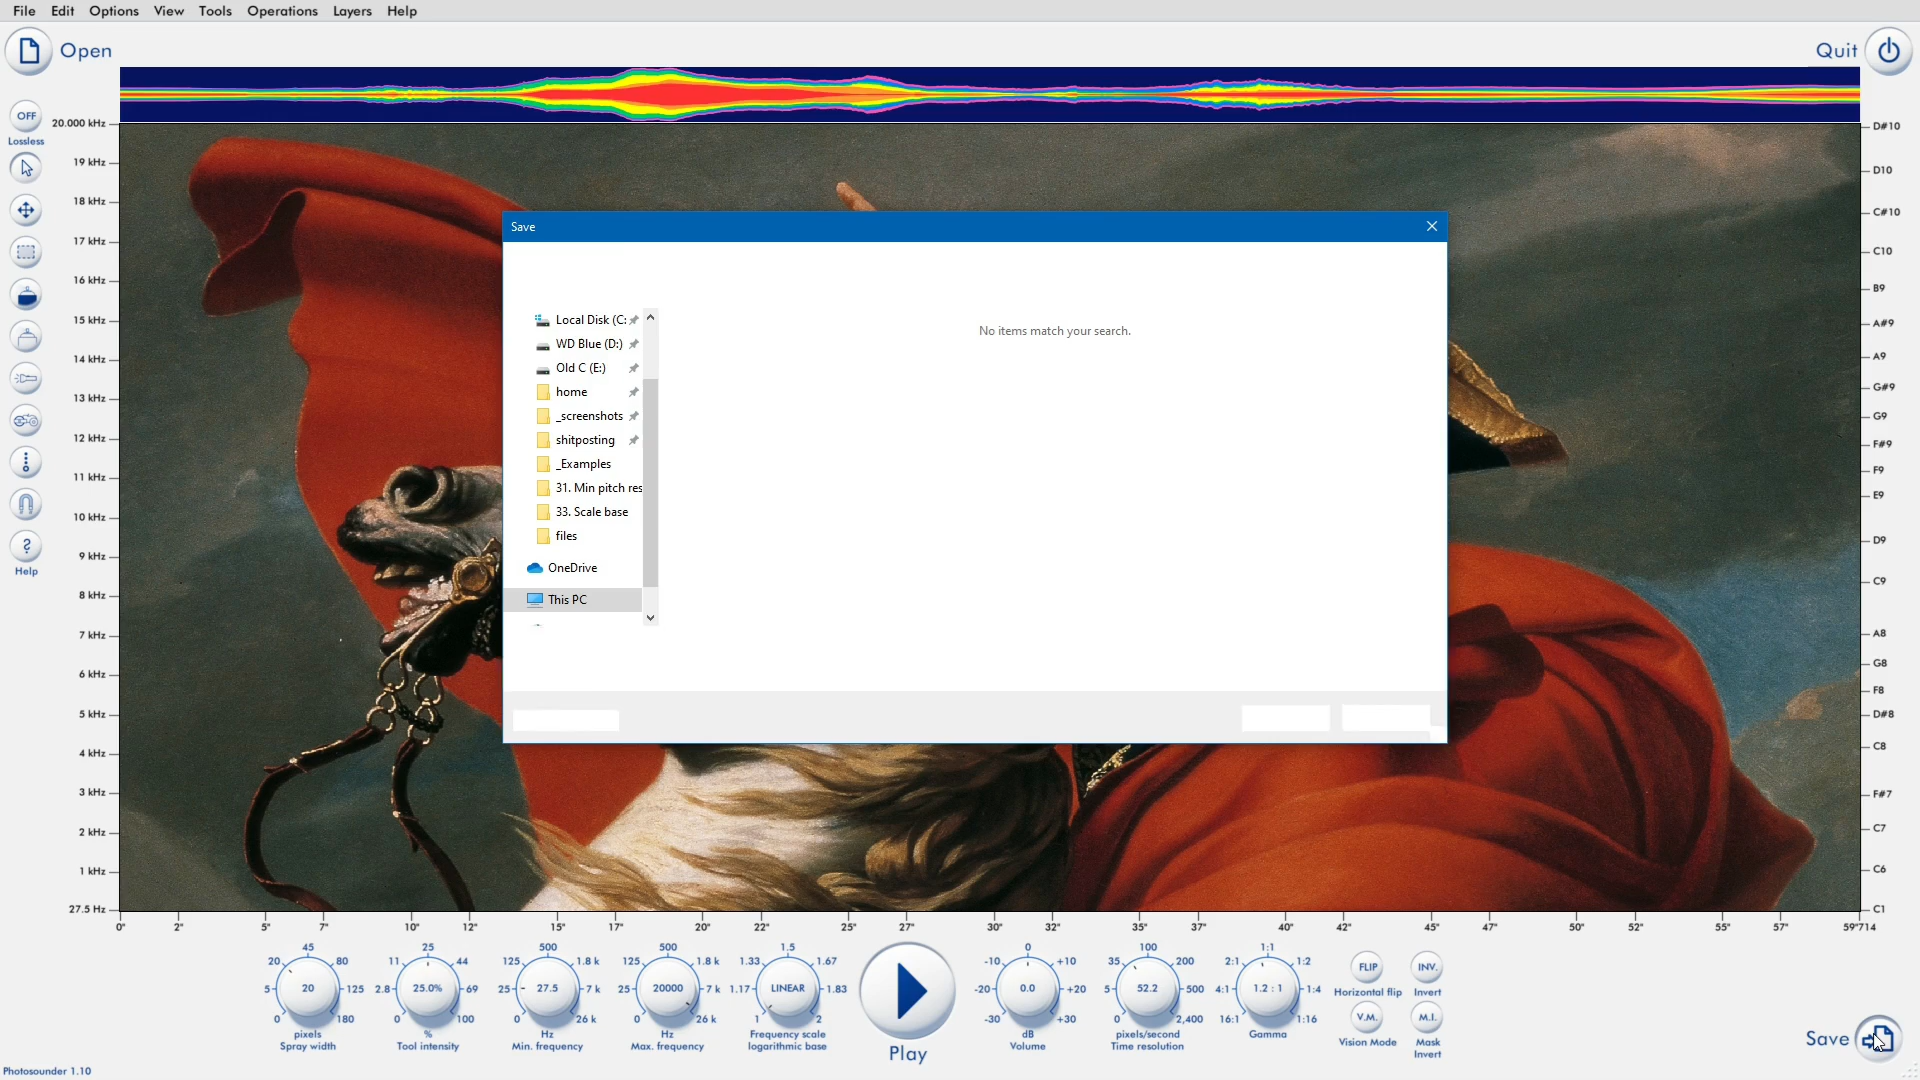 File Edit Options View Tools Operations Layers Help
Open
Quit
OFF
Lossless
Help
20.000 kHz
19 kHz
18 kHz
17 kHz
16 kHz
15 kHz
14 kHz
13 kHz
12 kHz
11 kHz
10 kHz
9 kHz
8 kHz
7 kHz
6 kHz
5 kHz
4 kHz
3 kHz
2 kHz
1 kHz
27.5 Hz
Save
Local Disk (C:
WD Blue (D:)
Old C (E:)
home
_screenshots
shitposting
_Examples
31. Min pitch res
33. Scale base
files
OneDrive
This PC
No items match your search.
D#10
D10
C#10
C10
B9
A#9
A9
G#9
G9
F#9
F9
E9
D9
C9
A8
G8
F8
D#8
C8
F#7
C7
C6
C1
0" 2" 5" 7" 10" 12" 15" 17" 20" 22" 25" 27" 30" 32" 35" 37" 40" 42" 45" 47" 50" 52" 55" 57" 59"714
0 5 20 45 80 125 180
20
pixels
Spray width
0 2.8 11 25 44 69 100
25.0%
%
Tool intensity
0 25 125 500 1.8 k 7 k 26 k
27.5
Hz
Min. frequency
0 25 125 500 1.8 k 7 k 26 k
20000
Hz
Max. frequency
1 1.17 1.33 1.5 1.67 1.83 2
LINEAR
Frequency scale
logarithmic base
Play
-30 -20 -10 0 +10 +20 +30
0.0
dB
Volume
0 5 35 100 200 500 2,400
52.2
pixels/second
Time resolution
16:1 4:1 2:1 1:1 1:2 1:4 1:16
1.2 : 1
Gamma
FLIP
Horizontal flip
INV.
Invert
V.M.
Vision Mode
M.I.
Mask
Invert
Save
Photosounder 1.10